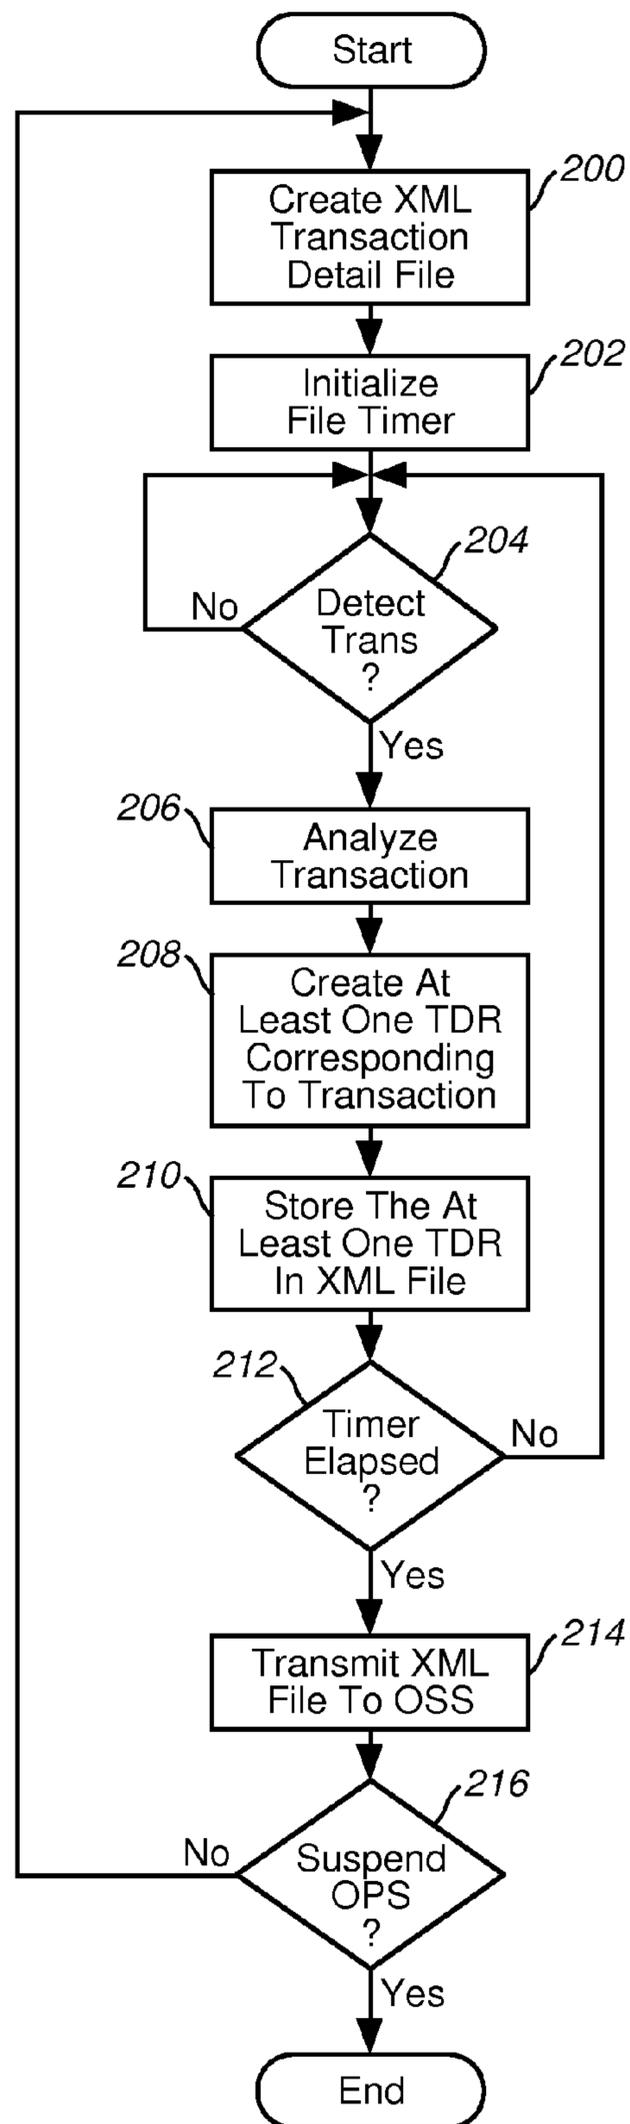 Start
200
Create XML
Transaction
Detail File
202
Initialize
File Timer
204
Detect
Trans
?
No
Yes
206
Analyze
Transaction
208
Create At
Least One TDR
Corresponding
To Transaction
210
Store The At
Least One TDR
In XML File
212
Timer
Elapsed
?
No
Yes
214
Transmit XML
File To OSS
216
Suspend
OPS
?
No
Yes
End